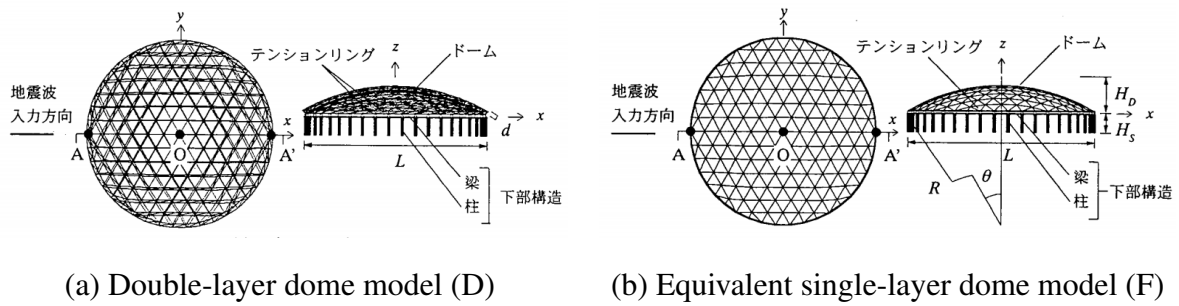 y
テンションリング
z
ドーム
地震波
入力方向
x
A
O
A'
x
d
L
梁
柱
下部構造
(a) Double-layer dome model (D)
y
テンションリング
z
ドーム
地震波
入力方向
x
A
O
A'
H_D
x
H_S
L
R
θ
梁
柱
下部構造
(b) Equivalent single-layer dome model (F)